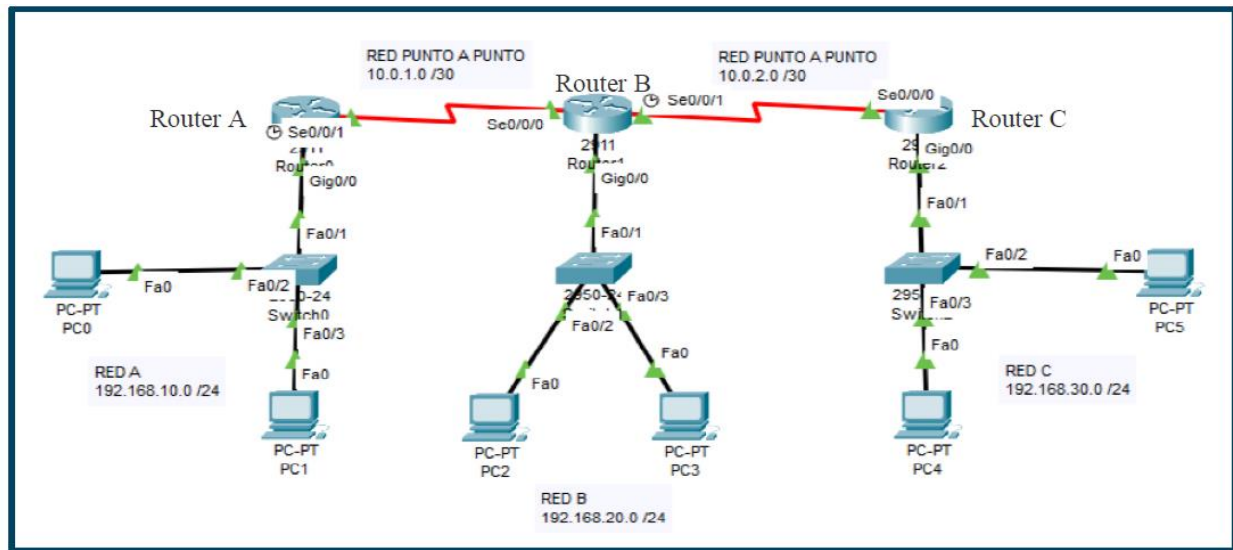 RED PUNTO A PUNTO
10.0.1.0 /30
RED PUNTO A PUNTO
10.0.2.0 /30
Router A
Router B
Router C
Se0/0/1
Se0/0/0
Se0/0/1
Se0/0/0
2911
Gig0/0
Gig0/0
Gig0/0
Fa0/1
Fa0/1
Fa0/1
Fa0
Fa0/2
PC-PT
PC0
Switch0
Fa0/3
Fa0
PC-PT
PC1
RED A
192.168.10.0 /24
Fa0/3
Fa0/2
Fa0
Fa0
PC-PT
PC2
PC-PT
PC3
RED B
192.168.20.0 /24
Fa0/2
Fa0
PC-PT
PC5
Fa0/3
Fa0
PC-PT
PC4
RED C
192.168.30.0 /24